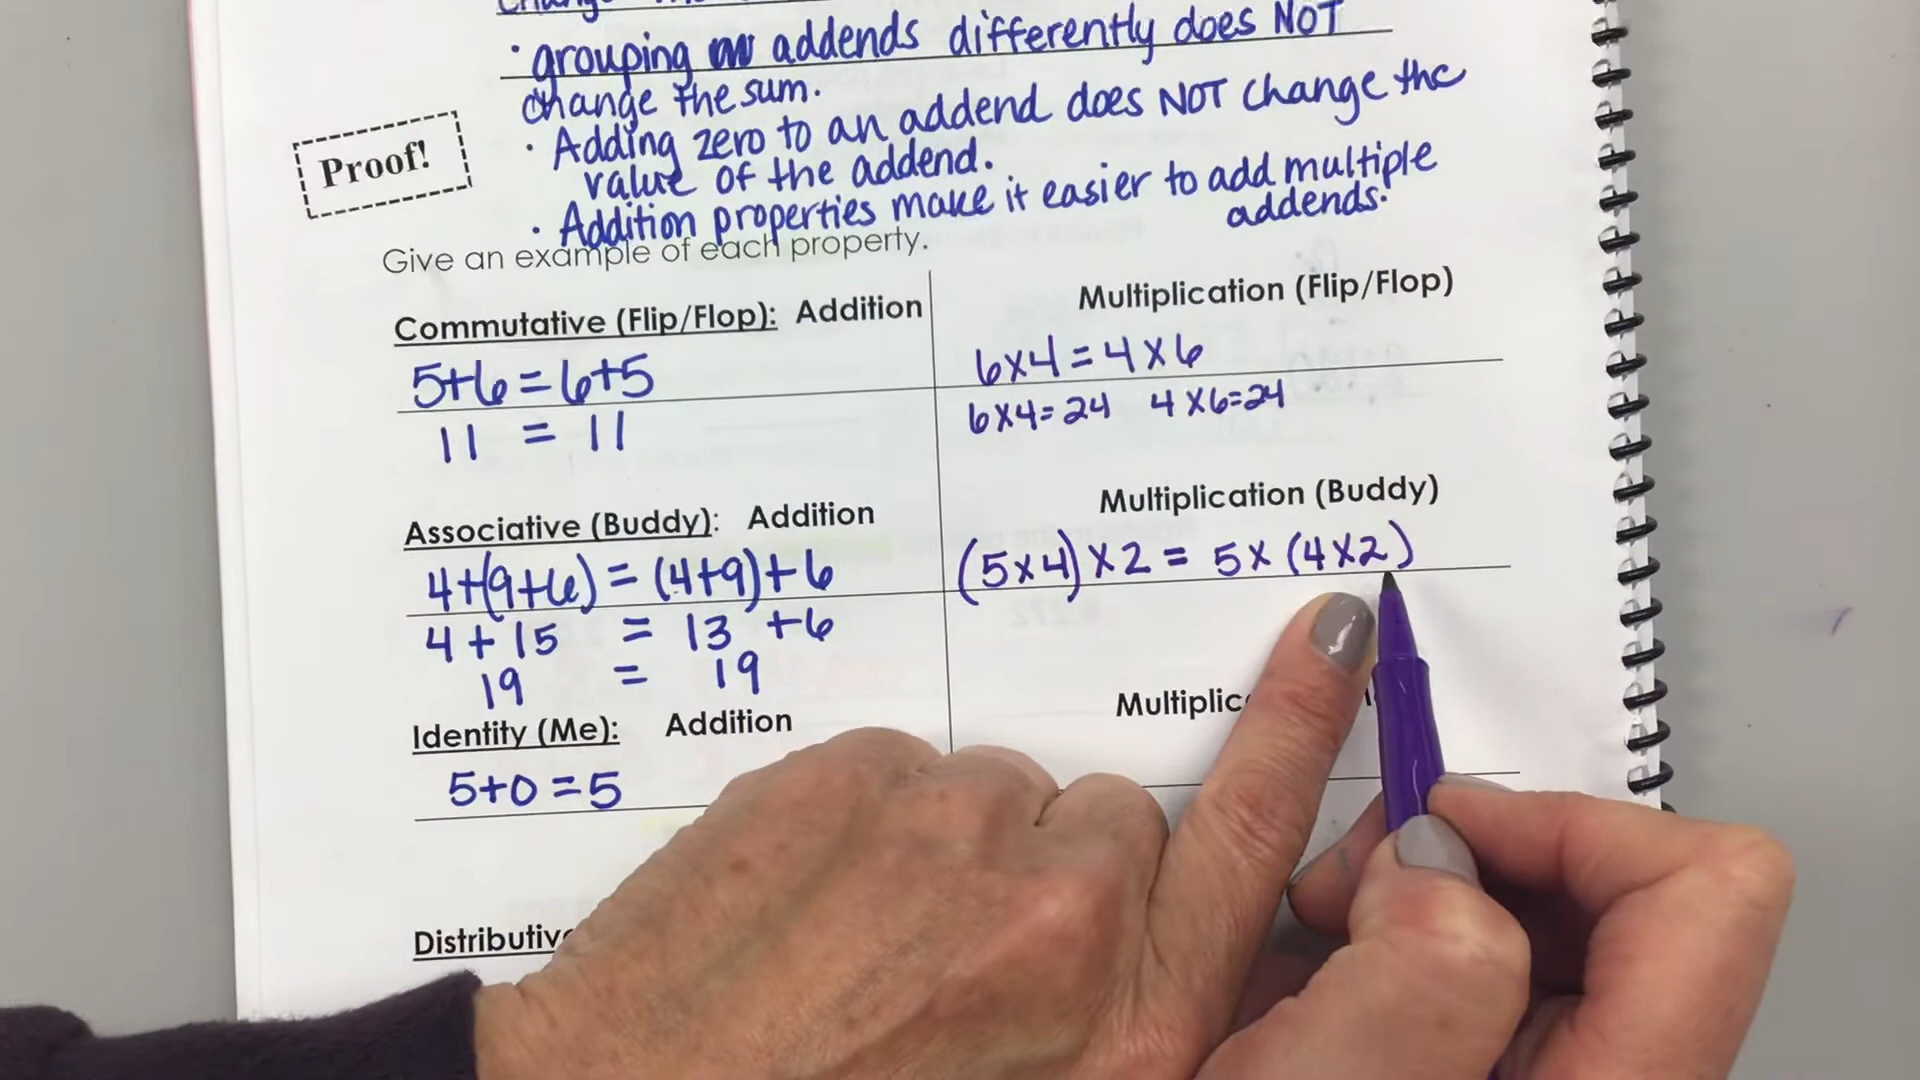 Change
· grouping addends differently does NOT
change the sum.
· Adding zero to an addend does NOT change the
value of the addend.
· Addition properties make it easier to add multiple
addends.
Proof!
Give an example of each property.
Commutative (Flip/Flop): Addition
5+6=6+5
11 = 11
Multiplication (Flip/Flop)
6x4=4x6
6x4=24 4x6=24
Associative (Buddy): Addition
4+(9+6)=(4+9)+6
4+15 = 13 +6
19 = 19
Multiplication (Buddy)
(5x4)x2 = 5x(4x2)
Identity (Me): Addition
5+0=5
Multiplic
Distributive